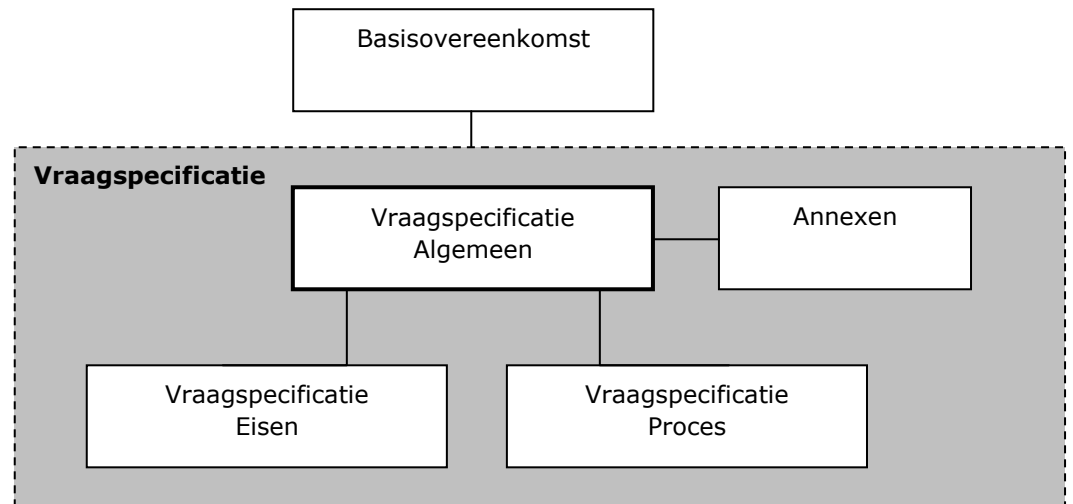 Basisovereenkomst
Vraagspecificatie
Vraagspecificatie
Algemeen
Annexen
Vraagspecificatie
Eisen
Vraagspecificatie
Proces